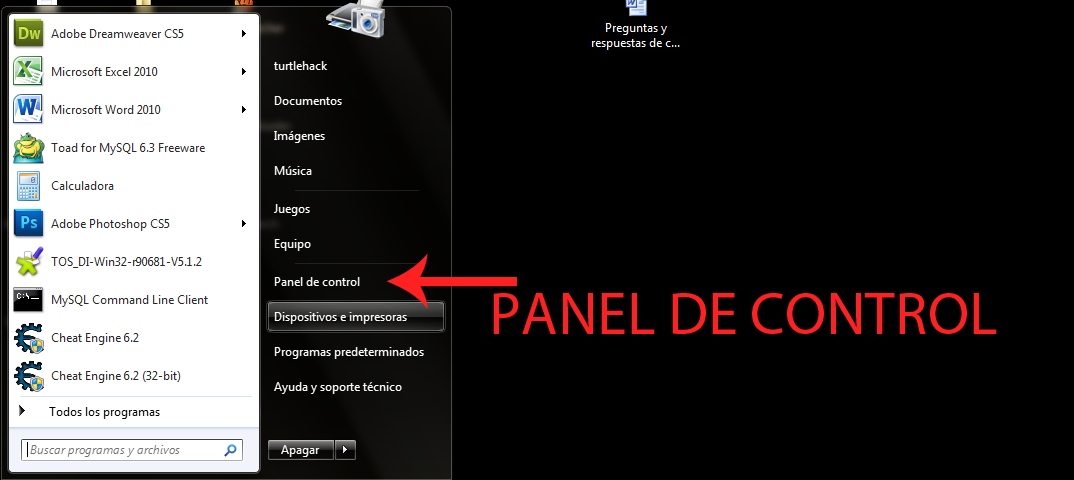 Dw Adobe Dreamweaver CS5
Microsoft Excel 2010
Microsoft Word 2010
Toad for MySQL 6.3 Freeware
Calculadora
Ps Adobe Photoshop CS5
TOS_DI-Win32-r90681-V5.1.2
C:\ MySQL Command Line Client
Cheat Engine 6.2
Cheat Engine 6.2 (32-bit)
Todos los programas
Buscar programas y archivos
turtlehack
Documentos
Imágenes
Música
Juegos
Equipo
Panel de control
Dispositivos e impresoras
Programas predeterminados
Ayuda y soporte técnico
Apagar
Preguntas y
respuestas de c...
PANEL DE CONTROL